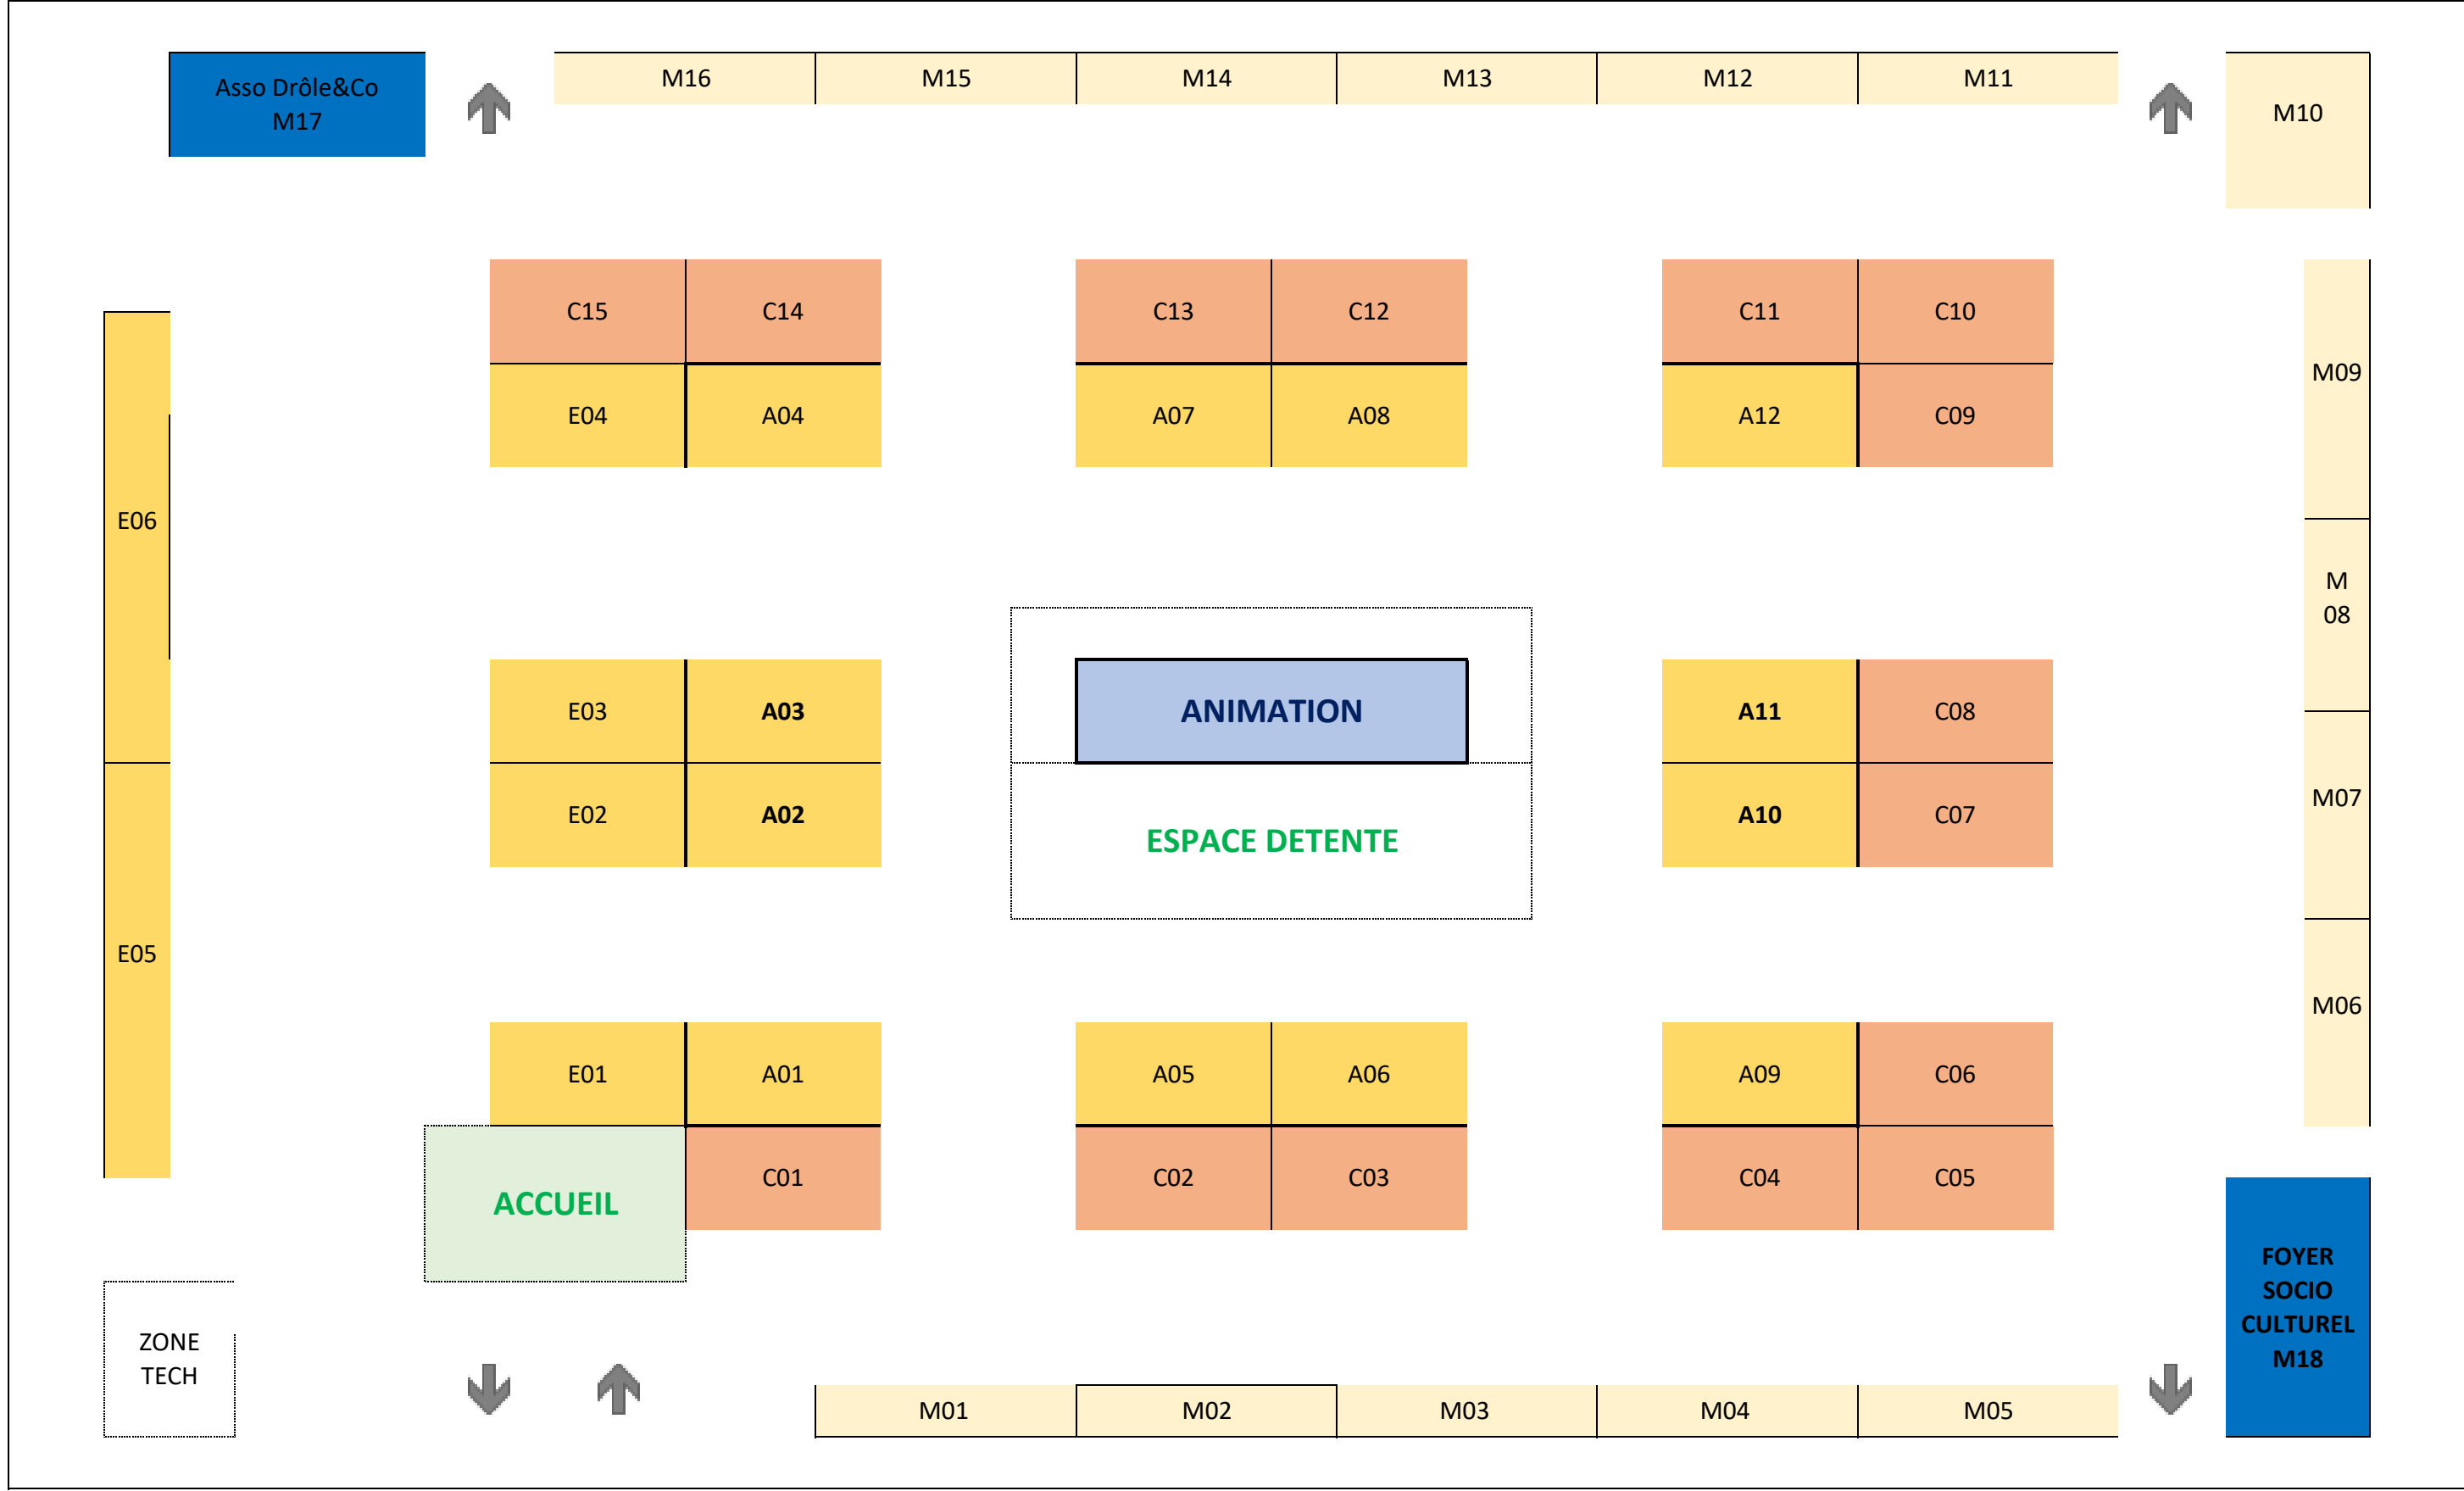 Asso Drôle&Co
M17
M16
M15
M14
M13
M12
M11
M10
C15
C14
C13
C12
C11
C10
M09
E04
A04
A07
A08
A12
C09
E06
M
08
E03
A03
ANIMATION
A11
C08
M07
E02
A02
ESPACE DETENTE
A10
C07
E05
M06
E01
A01
A05
A06
A09
C06
ACCUEIL
C01
C02
C03
C04
C05
FOYER
SOCIO
CULTUREL
M18
ZONE
TECH
M01
M02
M03
M04
M05